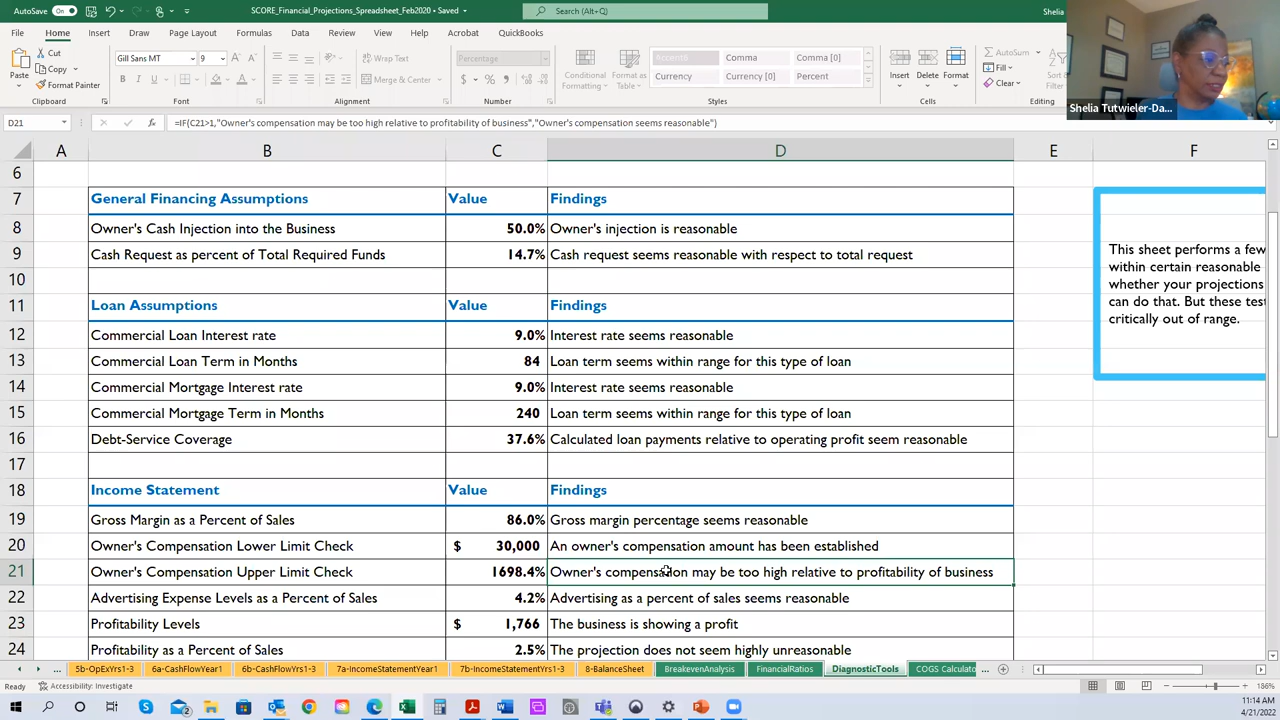 AutoSave On SCORE_Financial_Projections_Spreadsheet_Feb2020 • Saved Search (Alt+Q) Shelia
File Home Insert Draw Page Layout Formulas Data Review View Help Acrobat QuickBooks
Cut
Copy
Format Painter
Paste
Gill Sans MT 9
B I U
Merge & Center
Percentage
$ % ,
Conditional Formatting
Format as Table
Accent6 Comma Comma [0]
Currency Currency [0] Percent
Insert Delete Format
AutoSum
Fill
Clear
Sort
Clipboard Font Alignment Number Styles Cells Editing
Shelia Tutwieler-Da...
D21 fx =IF(C21>1,"Owner's compensation may be too high relative to profitability of business","Owner's compensation seems reasonable")
A B C D E F
6
7 General Financing Assumptions Value Findings
8 Owner's Cash Injection into the Business 50.0% Owner's injection is reasonable
9 Cash Request as percent of Total Required Funds 14.7% Cash request seems reasonable with respect to total request
10
11 Loan Assumptions Value Findings
12 Commercial Loan Interest rate 9.0% Interest rate seems reasonable
13 Commercial Loan Term in Months 84 Loan term seems within range for this type of loan
14 Commercial Mortgage Interest rate 9.0% Interest rate seems reasonable
15 Commercial Mortgage Term in Months 240 Loan term seems within range for this type of loan
16 Debt-Service Coverage 37.6% Calculated loan payments relative to operating profit seem reasonable
17
18 Income Statement Value Findings
19 Gross Margin as a Percent of Sales 86.0% Gross margin percentage seems reasonable
20 Owner's Compensation Lower Limit Check $ 30,000 An owner's compensation amount has been established
21 Owner's Compensation Upper Limit Check 1698.4% Owner's compensation may be too high relative to profitability of business
22 Advertising Expense Levels as a Percent of Sales 4.2% Advertising as a percent of sales seems reasonable
23 Profitability Levels $ 1,766 The business is showing a profit
24 Profitability as a Percent of Sales 2.5% The projection does not seem highly unreasonable
This sheet performs a few
within certain reasonable
whether your projections
can do that. But these test
critically out of range.
... 5b-OpExYrs1-3 6a-CashFlowYear1 6b-CashFlowYrs1-3 7a-IncomeStatementYear1 7b-IncomeStatementYrs1-3 8-BalanceSheet BreakevenAnalysis FinancialRatios DiagnosticTools COGS Calculato ...
Ready Accessibility: Investigate 186%
11:14 AM
4/21/2022